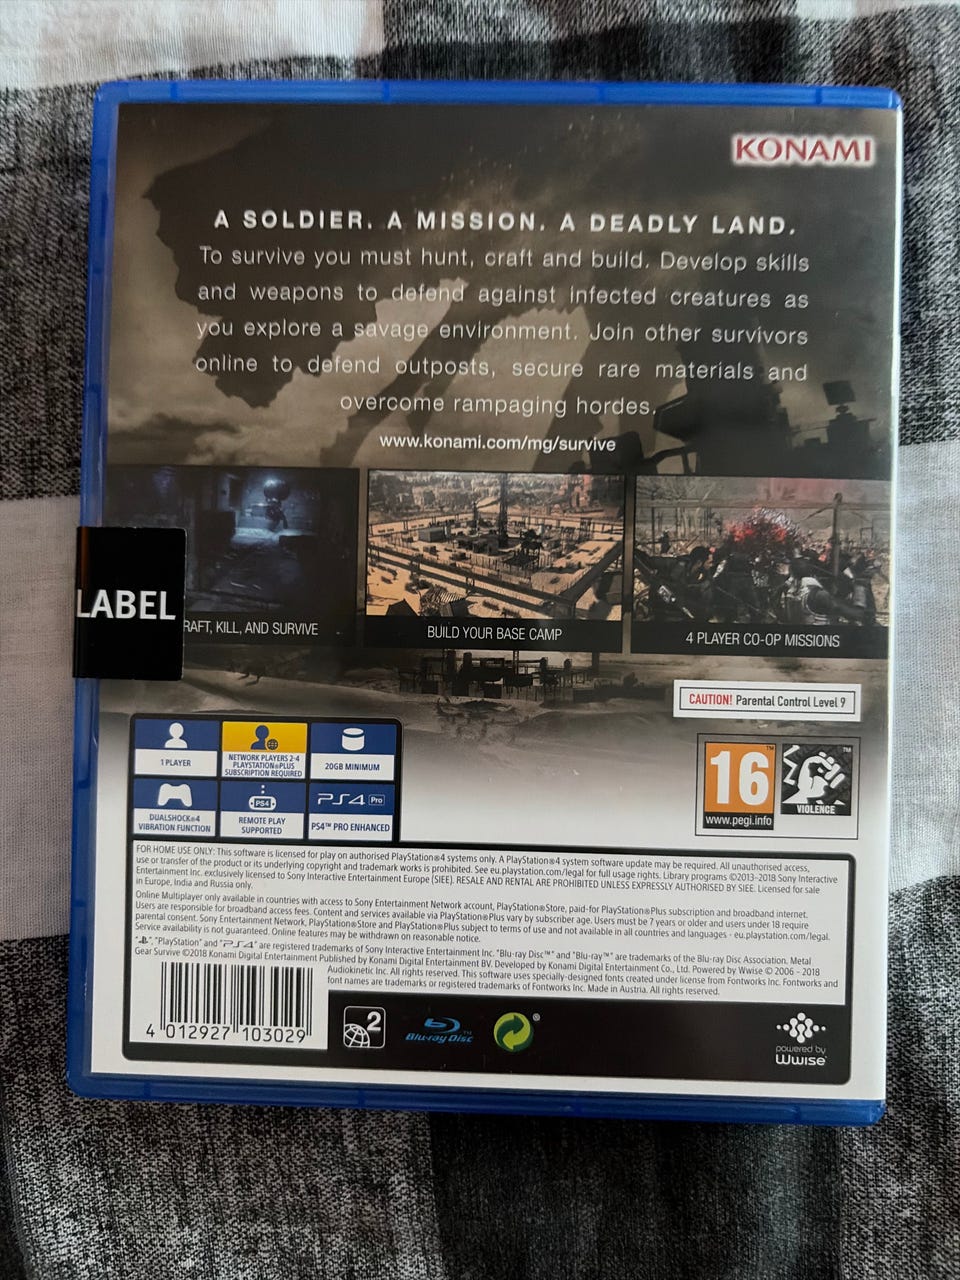 KONAMI
A SOLDIER. A MISSION. A DEADLY LAND.
To survive you must hunt, craft and build. Develop skills
and weapons to defend against infected creatures as
you explore a savage environment. Join other survivors
online to defend outposts, secure rare materials and
overcome rampaging hordes.
www.konami.com/mg/survive
LABEL
RAFT, KILL, AND SURVIVE
BUILD YOUR BASE CAMP
4 PLAYER CO-OP MISSIONS
CAUTION! Parental Control Level 9
1 PLAYER
NETWORK PLAYERS 2-4
PLAYSTATION®PLUS
SUBSCRIPTION REQUIRED
20GB MINIMUM
DUALSHOCK®4
VIBRATION FUNCTION
PS4
REMOTE PLAY
SUPPORTED
PS4 Pro
PS4™ PRO ENHANCED
16™
www.pegi.info
™
VIOLENCE
FOR HOME USE ONLY: This software is licensed for play on authorised PlayStation®4 systems only. A PlayStation®4 system software update may be required. All unauthorised access,
use or transfer of the product or its underlying copyright and trademark works is prohibited. See eu.playstation.com/legal for full usage rights. Library programs ©2013-2018 Sony Interactive
Entertainment Inc. exclusively licensed to Sony Interactive Entertainment Europe (SIEE). RESALE AND RENTAL ARE PROHIBITED UNLESS EXPRESSLY AUTHORISED BY SIEE. Licensed for sale
in Europe, India and Russia only.
Online Multiplayer only available in countries with access to Sony Entertainment Network account, PlayStation®Store, paid-for PlayStation®Plus subscription and broadband internet.
Users are responsible for broadband access fees. Content and services available via PlayStation®Plus vary by subscriber age. Users must be 7 years or older and users under 18 require
parental consent. Sony Entertainment Network, PlayStation®Store and PlayStation®Plus subject to terms of use and not available in all countries and languages - eu.playstation.com/legal.
Service availability is not guaranteed. Online features may be withdrawn on reasonable notice.
"PlayStation" and "PS4" are registered trademarks of Sony Interactive Entertainment Inc. "Blu-ray Disc™" and "Blu-ray™" are trademarks of the Blu-ray Disc Association. Metal
Gear Survive ©2018 Konami Digital Entertainment Published by Konami Digital Entertainment BV. Developed by Konami Digital Entertainment Co., Ltd. Powered by Wwise © 2006 - 2018
Audiokinetic Inc. All rights reserved. This software uses specially-designed fonts created under license from Fontworks Inc. Fontworks and
font names are trademarks or registered trademarks of Fontworks Inc. Made in Austria. All rights reserved.
4 012927 103029
2
Blu-ray Disc™
®
powered by
wwise